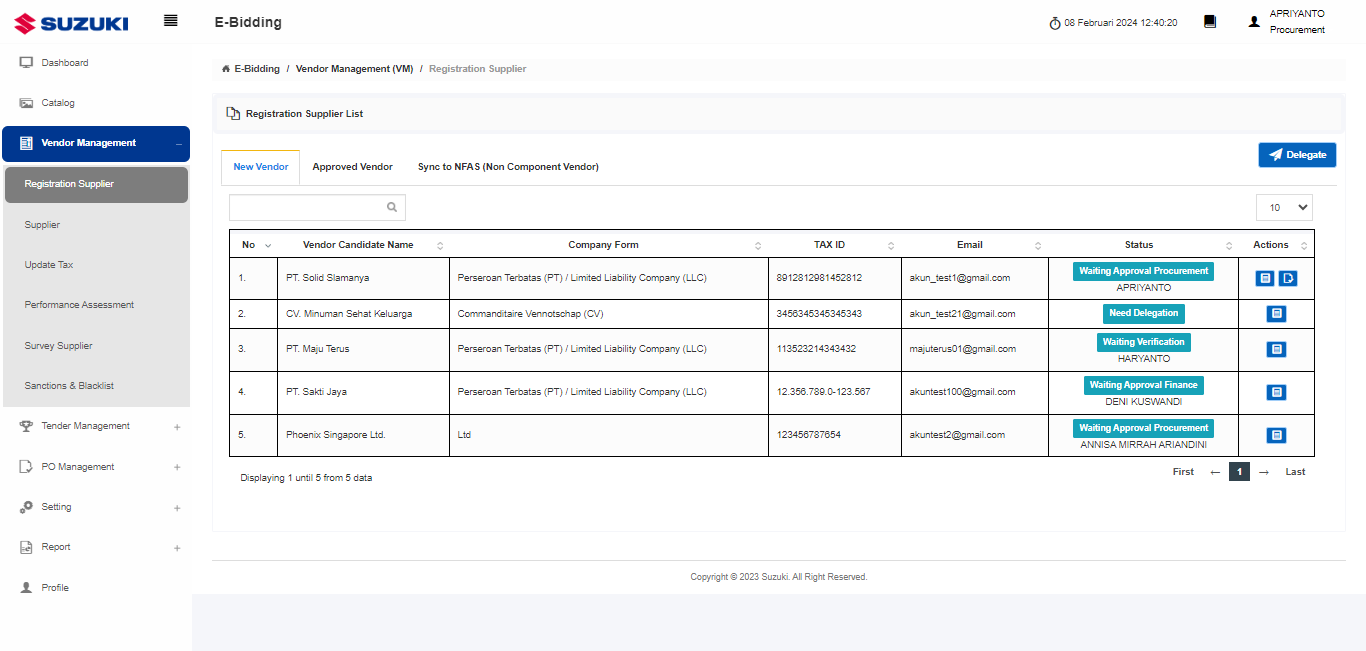 SUZUKI
E-Bidding
08 Februari 2024 12:40:20
APRIYANTO
Procurement
Dashboard
Catalog
Vendor Management
Registration Supplier
Supplier
Update Tax
Performance Assessment
Survey Supplier
Sanctions & Blacklist
Tender Management +
PO Management +
Setting +
Report +
Profile
E-Bidding / Vendor Management (VM) / Registration Supplier
Registration Supplier List
New Vendor Approved Vendor Sync to NFAS (Non Component Vendor)
Delegate
10
No Vendor Candidate Name Company Form TAX ID Email Status Actions
1. PT. Solid Slamanya Perseroan Terbatas (PT) / Limited Liability Company (LLC) 8912812981452812 akun_test1@gmail.com Waiting Approval Procurement
APRIYANTO
2. CV. Minuman Sehat Keluarga Commanditaire Vennotschap (CV) 3456345345345343 akun_test21@gmail.com Need Delegation
3. PT. Maju Terus Perseroan Terbatas (PT) / Limited Liability Company (LLC) 113523214343432 majuterus01@gmail.com Waiting Verification
HARYANTO
4. PT. Sakti Jaya Perseroan Terbatas (PT) / Limited Liability Company (LLC) 12.356.789.0-123.567 akuntest100@gmail.com Waiting Approval Finance
DENI KUSWANDI
5. Phoenix Singapore Ltd. Ltd 123456787654 akuntest2@gmail.com Waiting Approval Procurement
ANNISA MIRRAH ARIANDINI
Displaying 1 until 5 from 5 data
First ← 1 → Last
Copyright © 2023 Suzuki. All Right Reserved.